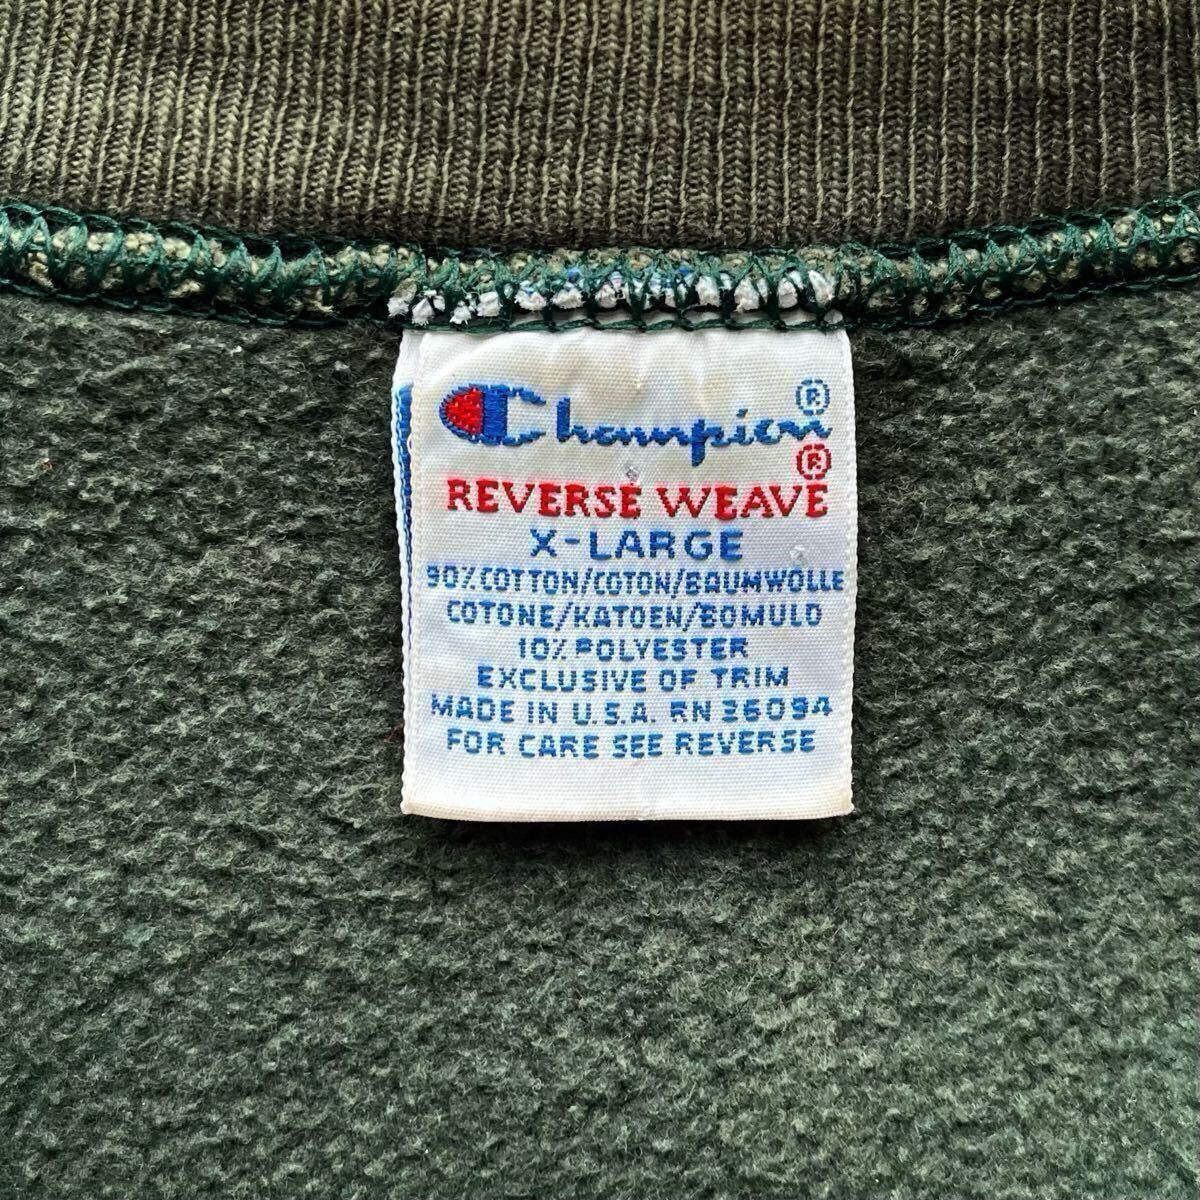 Champion®
REVERSE WEAVE®
X-LARGE
90% COTTON/COTON/BAUMWOLLE
COTONE/KATOEN/BOMULD
10% POLYESTER
EXCLUSIVE OF TRIM
MADE IN U.S.A. RN 26094
FOR CARE SEE REVERSE